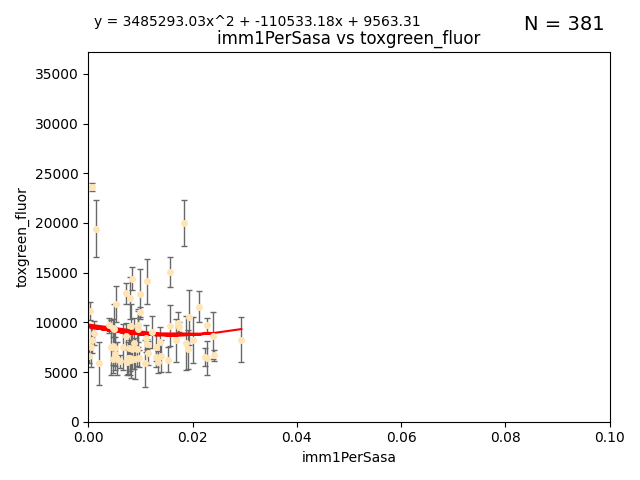 y = 3485293.03x^2 + -110533.18x + 9563.31
N = 381
imm1PerSasa vs toxgreen_fluor
35000
30000
25000
20000
15000
10000
5000
0
toxgreen_fluor
0.00 0.02 0.04 0.06 0.08 0.10
imm1PerSasa